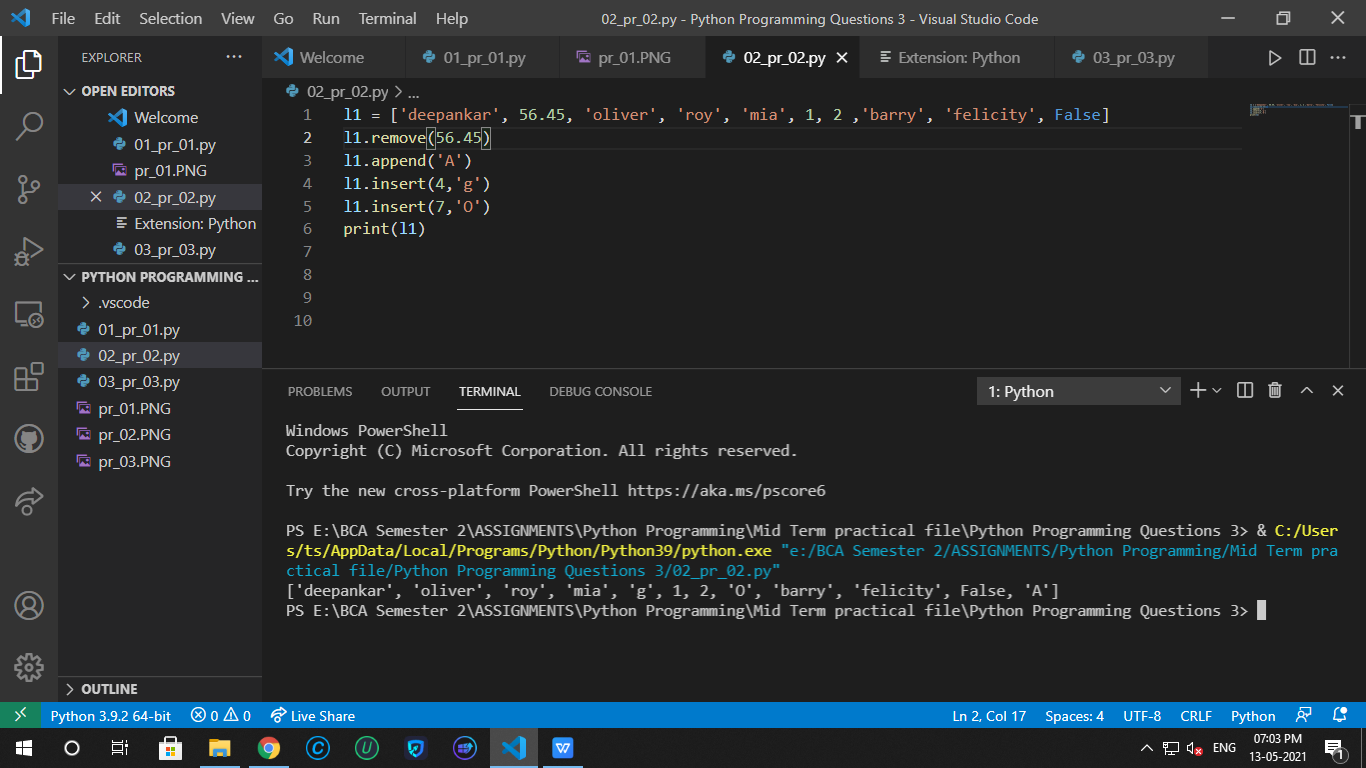 File Edit Selection View Go Run Terminal Help 02_pr_02.py - Python Programming Questions 3 - Visual Studio Code
EXPLORER ...
Welcome 01_pr_01.py pr_01.PNG 02_pr_02.py Extension: Python 03_pr_03.py ...
OPEN EDITORS
Welcome
01_pr_01.py
pr_01.PNG
02_pr_02.py
Extension: Python
03_pr_03.py
PYTHON PROGRAMMING ...
.vscode
01_pr_01.py
02_pr_02.py
03_pr_03.py
pr_01.PNG
pr_02.PNG
pr_03.PNG
OUTLINE
02_pr_02.py > ...
1 l1 = ['deepankar', 56.45, 'oliver', 'roy', 'mia', 1, 2 ,'barry', 'felicity', False]
2 l1.remove(56.45)
3 l1.append('A')
4 l1.insert(4,'g')
5 l1.insert(7,'O')
6 print(l1)
7
8
9
10
PROBLEMS OUTPUT TERMINAL DEBUG CONSOLE 1: Python
Windows PowerShell
Copyright (C) Microsoft Corporation. All rights reserved.
Try the new cross-platform PowerShell https://aka.ms/pscore6
PS E:\BCA Semester 2\ASSIGNMENTS\Python Programming\Mid Term practical file\Python Programming Questions 3> & C:/User
s/ts/AppData/Local/Programs/Python/Python39/python.exe "e:/BCA Semester 2/ASSIGNMENTS/Python Programming/Mid Term pra
ctical file/Python Programming Questions 3/02_pr_02.py"
['deepankar', 'oliver', 'roy', 'mia', 'g', 1, 2, 'O', 'barry', 'felicity', False, 'A']
PS E:\BCA Semester 2\ASSIGNMENTS\Python Programming\Mid Term practical file\Python Programming Questions 3>
Python 3.9.2 64-bit 0 0 Live Share Ln 2, Col 17 Spaces: 4 UTF-8 CRLF Python
ENG 07:03 PM
13-05-2021
1